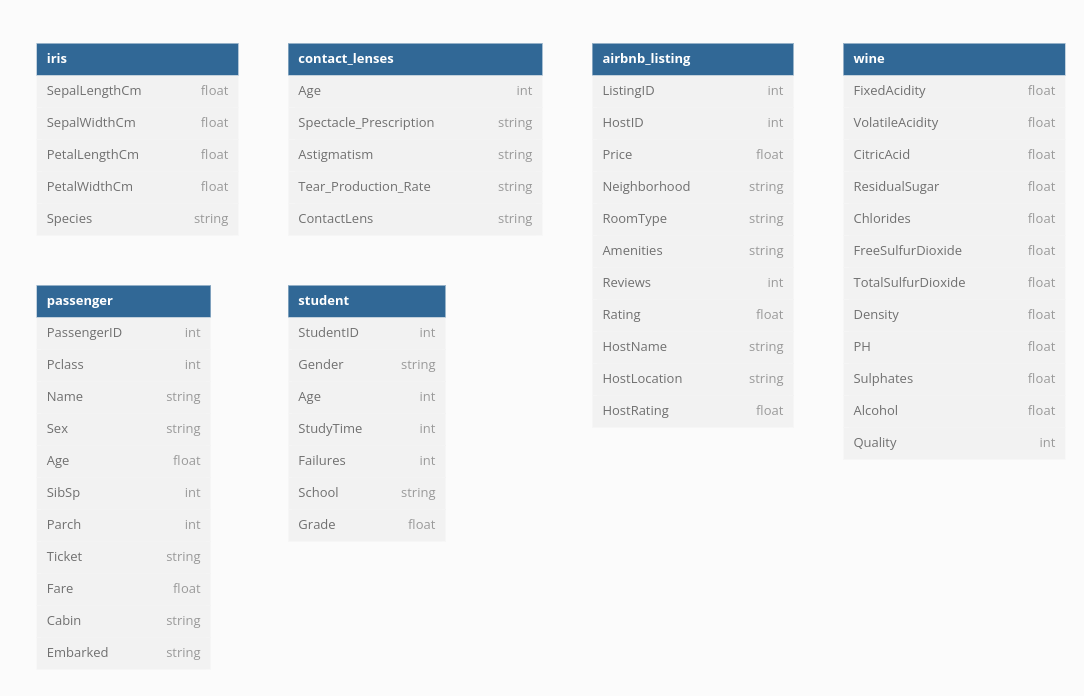 iris
SepalLengthCm float
SepalWidthCm float
PetalLengthCm float
PetalWidthCm float
Species string
contact_lenses
Age int
Spectacle_Prescription string
Astigmatism string
Tear_Production_Rate string
ContactLens string
airbnb_listing
ListingID int
HostID int
Price float
Neighborhood string
RoomType string
Amenities string
Reviews int
Rating float
HostName string
HostLocation string
HostRating float
wine
FixedAcidity float
VolatileAcidity float
CitricAcid float
ResidualSugar float
Chlorides float
FreeSulfurDioxide float
TotalSulfurDioxide float
Density float
PH float
Sulphates float
Alcohol float
Quality int
passenger
PassengerID int
Pclass int
Name string
Sex string
Age float
SibSp int
Parch int
Ticket string
Fare float
Cabin string
Embarked string
student
StudentID int
Gender string
Age int
StudyTime int
Failures int
School string
Grade float